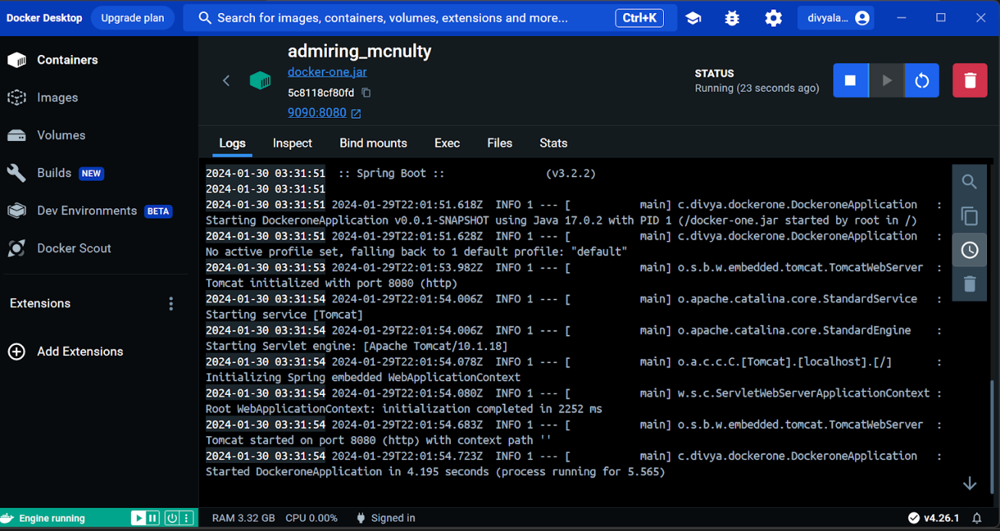 Docker Desktop Upgrade plan Search for images, containers, volumes, extensions and more... Ctrl+K divyala...
Containers
Images
Volumes
Builds NEW
Dev Environments BETA
Docker Scout
Extensions
Add Extensions
admiring_mcnulty
docker-one.jar
5c8118cf80fd
9090:8080
STATUS
Running (23 seconds ago)
Logs Inspect Bind mounts Exec Files Stats
2024-01-30 03:31:51  :: Spring Boot ::                (v3.2.2)
2024-01-30 03:31:51
2024-01-30 03:31:51 2024-01-29T22:01:51.618Z  INFO 1 --- [           main] c.divya.dockerone.DockeroneApplication   :
Starting DockeroneApplication v0.0.1-SNAPSHOT using Java 17.0.2 with PID 1 (/docker-one.jar started by root in /)
2024-01-30 03:31:51 2024-01-29T22:01:51.628Z  INFO 1 --- [           main] c.divya.dockerone.DockeroneApplication   :
No active profile set, falling back to 1 default profile: "default"
2024-01-30 03:31:53 2024-01-29T22:01:53.982Z  INFO 1 --- [           main] o.s.b.w.embedded.tomcat.TomcatWebServer  :
Tomcat initialized with port 8080 (http)
2024-01-30 03:31:54 2024-01-29T22:01:54.006Z  INFO 1 --- [           main] o.apache.catalina.core.StandardService   :
Starting service [Tomcat]
2024-01-30 03:31:54 2024-01-29T22:01:54.006Z  INFO 1 --- [           main] o.apache.catalina.core.StandardEngine    :
Starting Servlet engine: [Apache Tomcat/10.1.18]
2024-01-30 03:31:54 2024-01-29T22:01:54.078Z  INFO 1 --- [           main] o.a.c.c.C.[Tomcat].[localhost].[/]       :
Initializing Spring embedded WebApplicationContext
2024-01-30 03:31:54 2024-01-29T22:01:54.080Z  INFO 1 --- [           main] w.s.c.ServletWebServerApplicationContext :
Root WebApplicationContext: initialization completed in 2252 ms
2024-01-30 03:31:54 2024-01-29T22:01:54.683Z  INFO 1 --- [           main] o.s.b.w.embedded.tomcat.TomcatWebServer  :
Tomcat started on port 8080 (http) with context path ''
2024-01-30 03:31:54 2024-01-29T22:01:54.723Z  INFO 1 --- [           main] c.divya.dockerone.DockeroneApplication   :
Started DockeroneApplication in 4.195 seconds (process running for 5.565)
Engine running RAM 3.32 GB CPU 0.00% Signed in v4.26.1